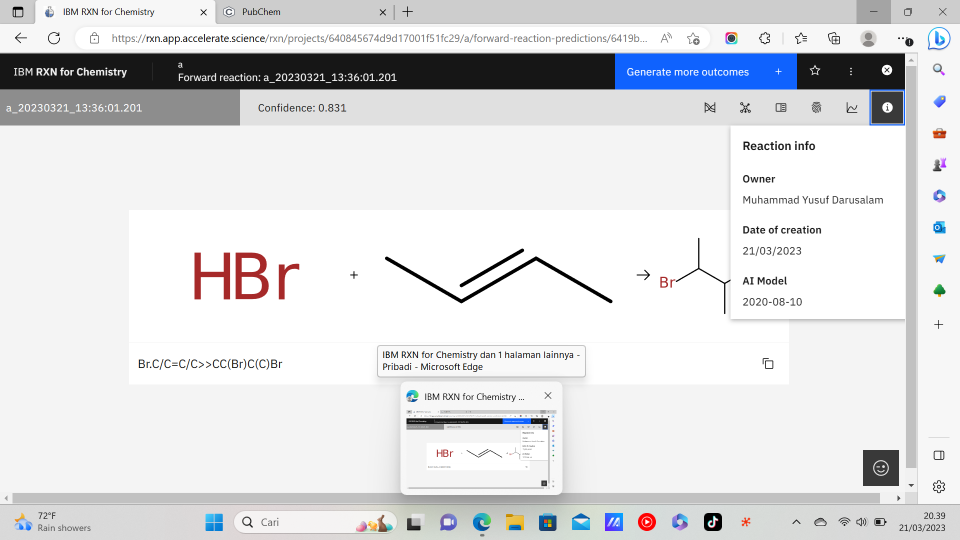 IBM RXN for Chemistry
PubChem
https://rxn.app.accelerate.science/rxn/projects/640845674d9d17001f51fc29/a/forward-reaction-predictions/6419b...
IBM RXN for Chemistry
a
Forward reaction: a_20230321_13:36:01.201
Generate more outcomes +
a_20230321_13:36:01.201
Confidence: 0.831
Reaction info
Owner
Muhammad Yusuf Darusalam
Date of creation
21/03/2023
AI Model
2020-08-10
HBr + → Br
Br.C/C=C/C>>CC(Br)C(C)Br
IBM RXN for Chemistry dan 1 halaman lainnya -
Pribadi - Microsoft Edge
IBM RXN for Chemistry ...
HBr
72°F
Rain showers
Cari
20.39
21/03/2023